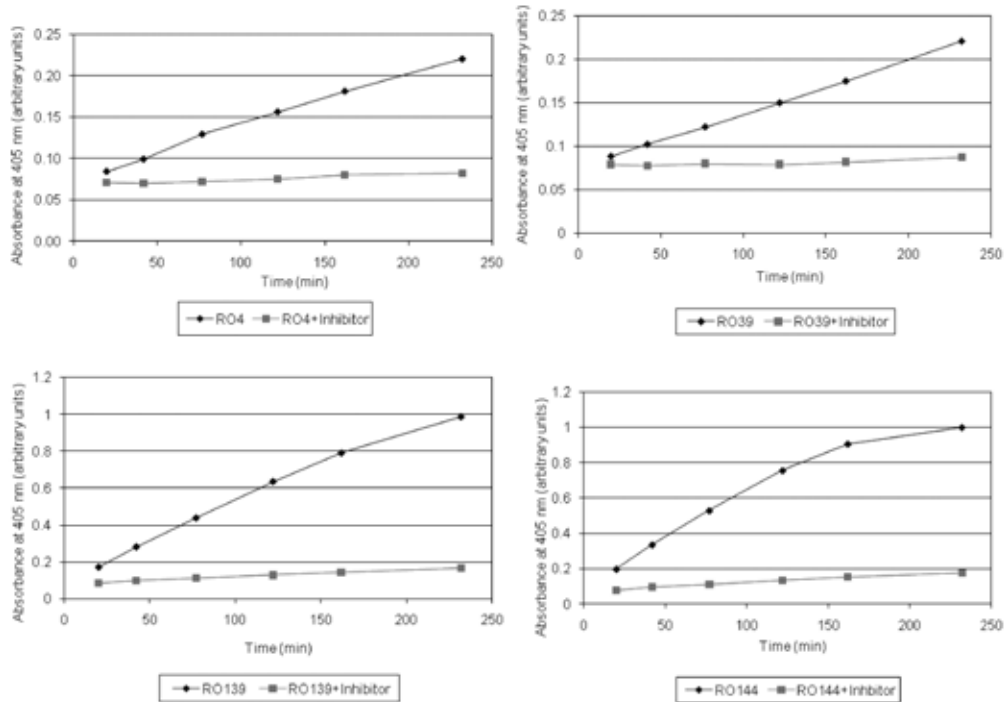 Absorbance at 405 nm (arbitrary units)
0.25
0.20
0.15
0.10
0.05
0.00
0 50 100 150 200 250
Time (min)
RO4 RO4+Inhibitor
Absorbance at 405 nm (arbitrary units)
0.25
0.2
0.15
0.1
0.05
0
0 50 100 150 200 250
Time (min)
RO39 RO39+Inhibitor
Absorbance at 405 nm (arbitrary units)
1.2
1
0.8
0.6
0.4
0.2
0
0 50 100 150 200 250
Time (min)
RO139 RO139+Inhibitor
Absorbance at 405 nm (arbitrary units)
1.2
1
0.8
0.6
0.4
0.2
0
0 50 100 150 200 250
Time (min)
RO144 RO144+Inhbitor